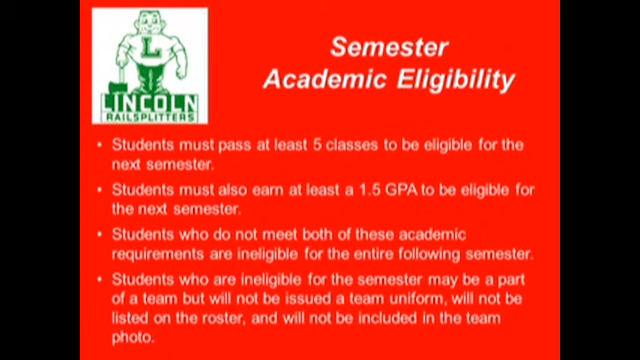 L
LINCOLN
RAILSPLITTERS
Semester
Academic Eligibility
• Students must pass at least 5 classes to be eligible for the
next semester.
• Students must also earn at least a 1.5 GPA to be eligible for
the next semester.
• Students who do not meet both of these academic
requirements are ineligible for the entire following semester.
• Students who are ineligible for the semester may be a part
of a team but will not be issued a team uniform, will not be
listed on the roster, and will not be included in the team
photo.